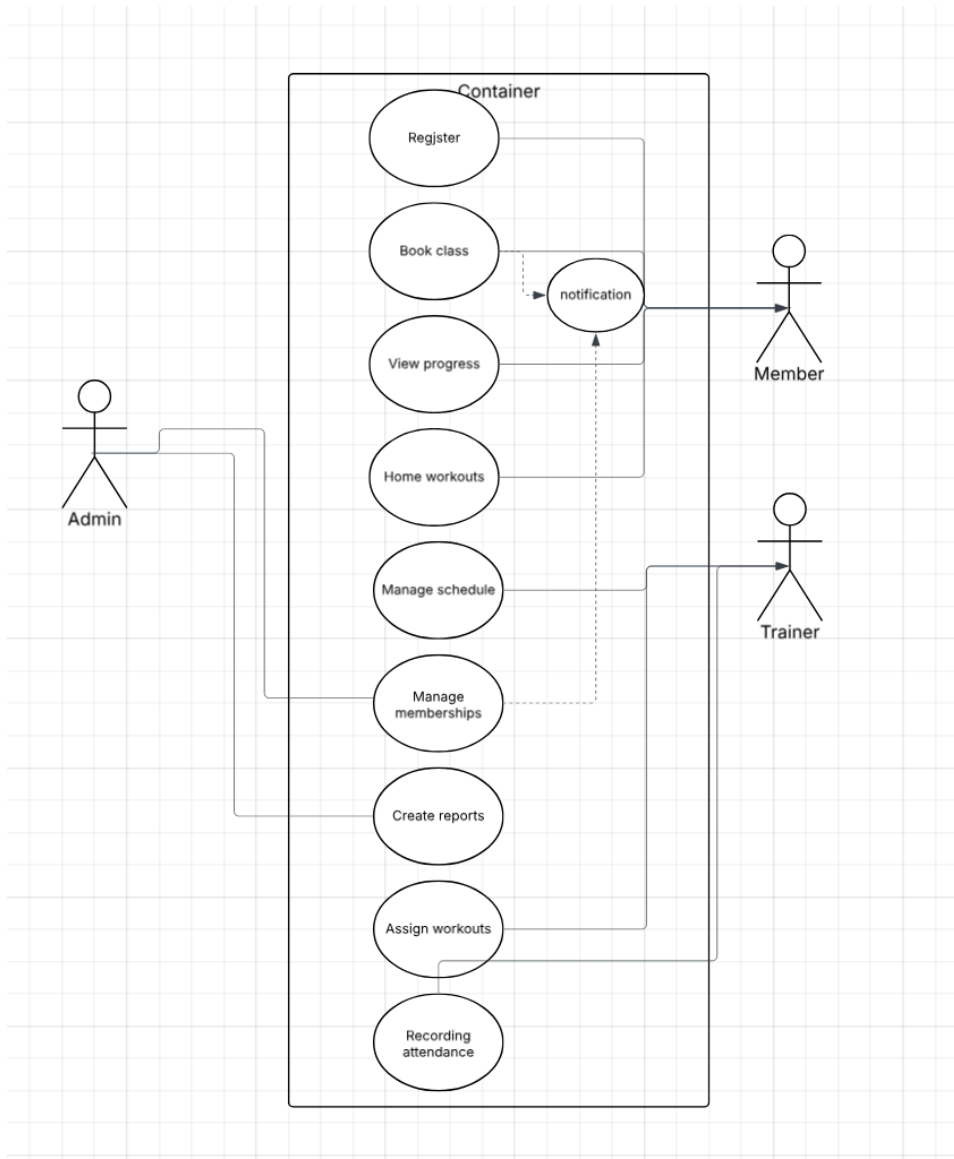 Container
Regjster
Book class
notification
View progress
Member
Home workouts
Admin
Manage schedule
Trainer
Manage
memberships
Create reports
Assign workouts
Recording
attendance